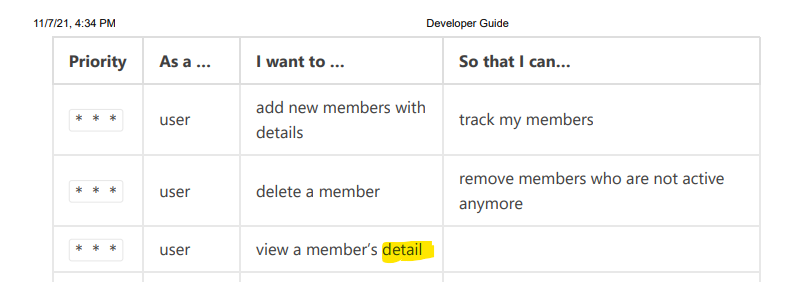 11/7/21, 4:34 PM Developer Guide
Priority As a ... I want to ... So that I can...
* * * user add new members with details track my members
* * * user delete a member remove members who are not active anymore
* * * user view a member's detail